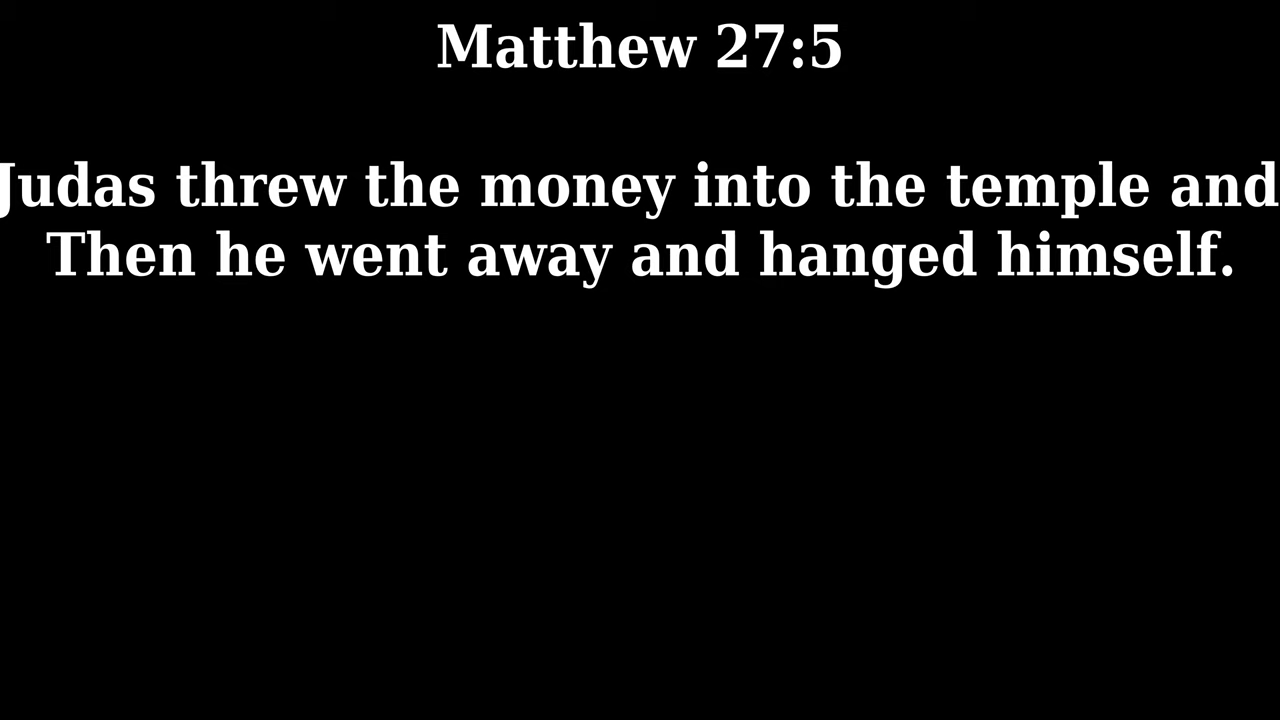 Matthew 27:5
Judas threw the money into the temple and
Then he went away and hanged himself.